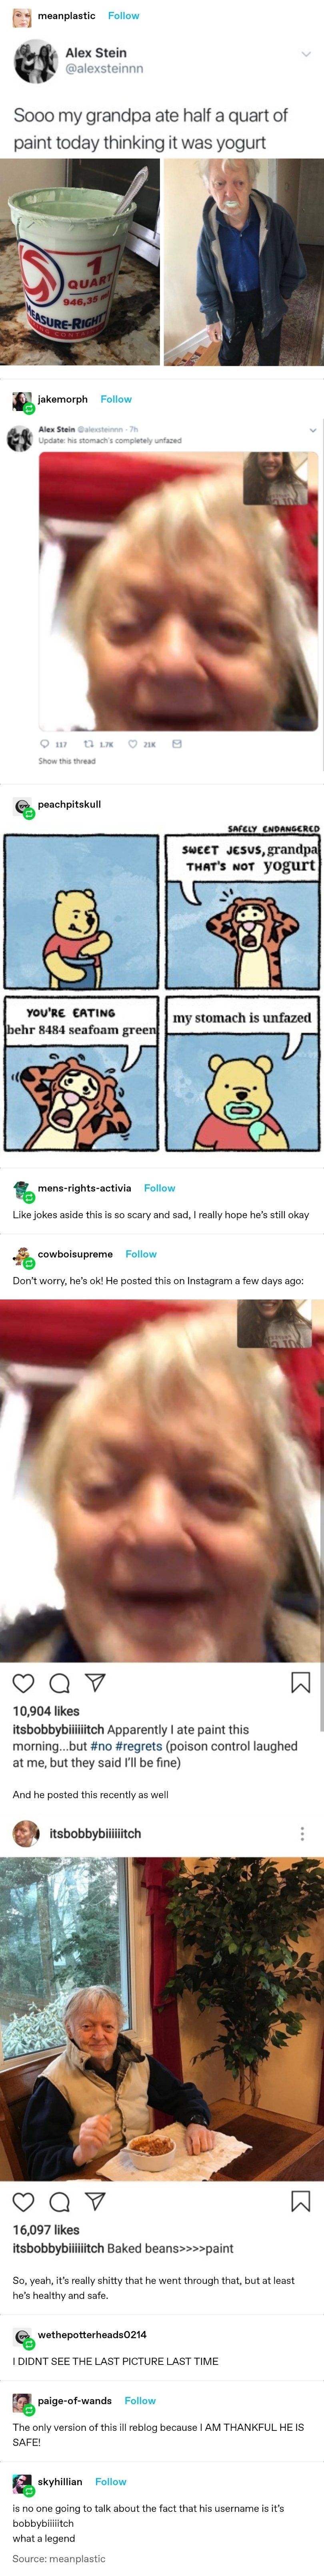 meanplastic Follow
Alex Stein
@alexsteinnn
Sooo my grandpa ate half a quart of
paint today thinking it was yogurt
1
QUART
946,35 m
MEASURE-RIGHT
jakemorph Follow
Alex Stein @alexsteinnn · 7h
Update: his stomach's completely unfazed
117 1.7K 21K
Show this thread
peachpitskull
SAFELY ENDANGERED
SWEET JESUS, grandpa
THAT'S NOT yogurt
YOU'RE EATING
behr 8484 seafoam green
my stomach is unfazed
mens-rights-activia Follow
Like jokes aside this is so scary and sad, I really hope he's still okay
cowboisupreme Follow
Don't worry, he's ok! He posted this on Instagram a few days ago:
10,904 likes
itsbobbybiiiiiitch Apparently I ate paint this
morning...but #no #regrets (poison control laughed
at me, but they said I'll be fine)
And he posted this recently as well
itsbobbybiiiiiitch
16,097 likes
itsbobbybiiiiiitch Baked beans>>>>paint
So, yeah, it's really shitty that he went through that, but at least
he's healthy and safe.
wethepotterheads0214
I DIDNT SEE THE LAST PICTURE LAST TIME
paige-of-wands Follow
The only version of this ill reblog because I AM THANKFUL HE IS
SAFE!
skyhillian Follow
is no one going to talk about the fact that his username is it's
bobbybiiiiitch
what a legend
Source: meanplastic